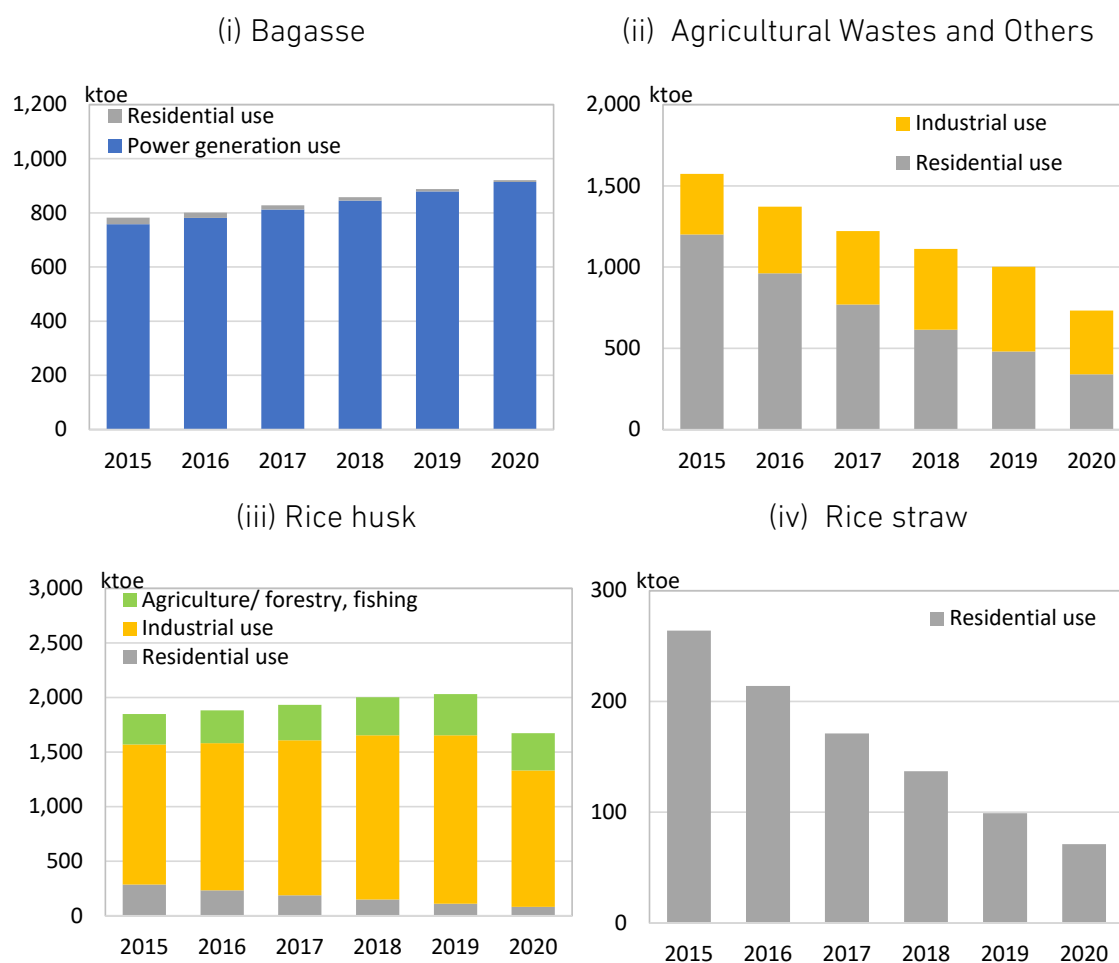 (i) Bagasse
ktoe
1,200
1,000
800
600
400
200
0
Residential use
Power generation use
2015 2016 2017 2018 2019 2020
(ii) Agricultural Wastes and Others
ktoe
2,000
1,500
1,000
500
0
Industrial use
Residential use
2015 2016 2017 2018 2019 2020
(iii) Rice husk
ktoe
3,000
2,500
2,000
1,500
1,000
500
0
Agriculture/ forestry, fishing
Industrial use
Residential use
2015 2016 2017 2018 2019 2020
(iv) Rice straw
ktoe
300
200
100
0
Residential use
2015 2016 2017 2018 2019 2020